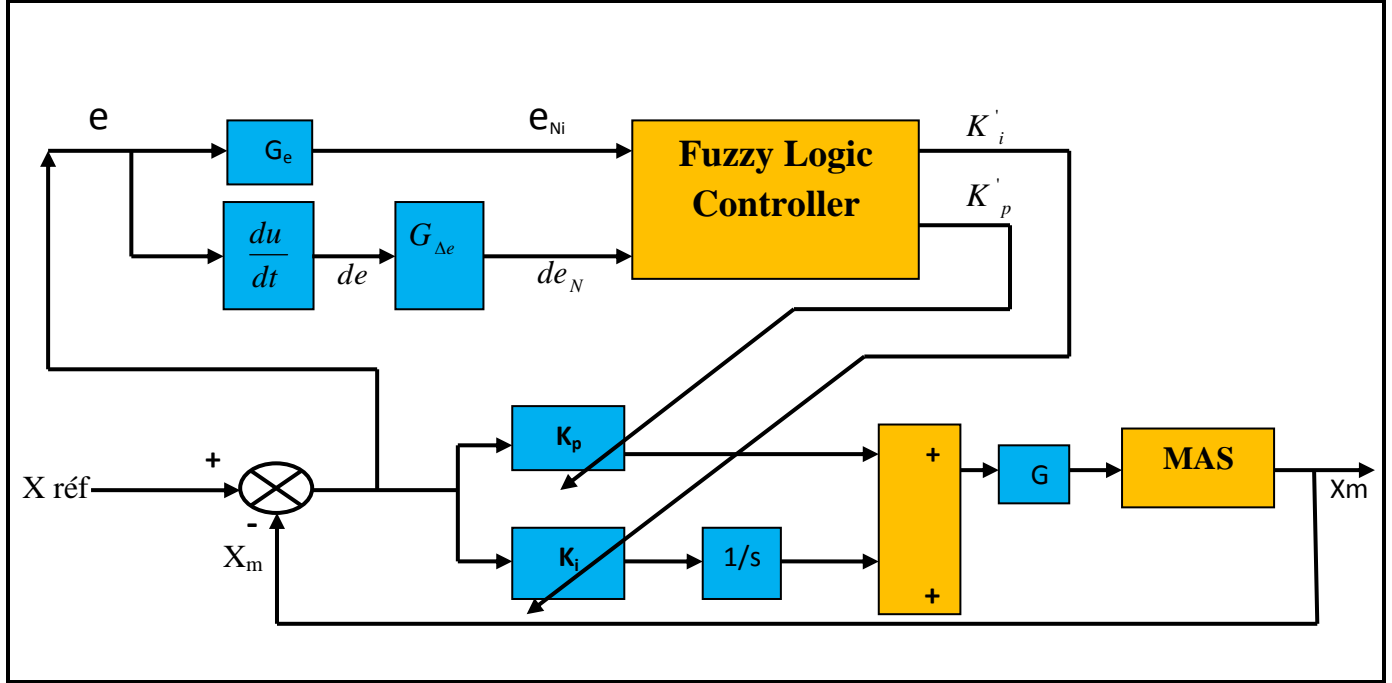 e
Ge
eNi
Fuzzy Logic
Controller
K'i
K'p
du
dt
de
GΔe
deN
X réf
+
-
Xm
Kp
Ki
1/s
+
+
G
MAS
Xm